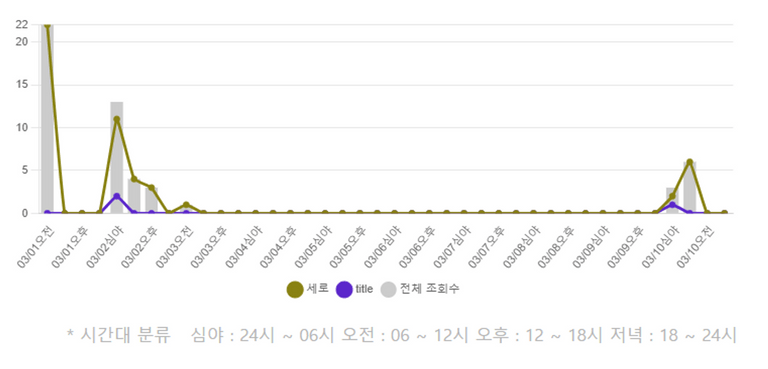 22
20
15
10
5
0
03/01오전
03/01오후
03/02심야
03/02오후
03/03오전
03/03오후
03/04심야
03/04오후
03/05심야
03/05오후
03/06심야
03/06오후
03/07심야
03/07오후
03/08심야
03/08오후
03/09심야
03/09오후
03/10심야
03/10오전
세로 title 전체 조회수
* 시간대 분류 심야 : 24시 ~ 06시 오전 : 06 ~ 12시 오후 : 12 ~ 18시 저녁 : 18 ~ 24시